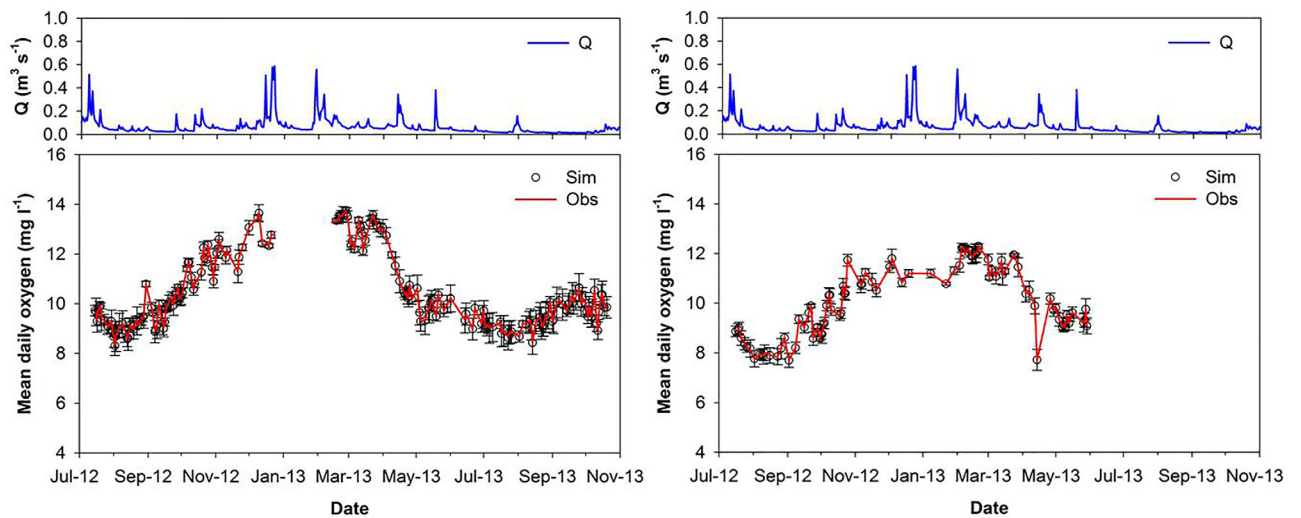 Q (m³ s⁻¹)
1.0
0.8
0.6
0.4
0.2
0.0
Q
Mean daily oxygen (mg l⁻¹)
16
14
12
10
8
6
4
Sim
Obs
Jul-12 Sep-12 Nov-12 Jan-13 Mar-13 May-13 Jul-13 Sep-13 Nov-13
Date
Q (m³ s⁻¹)
1.0
0.8
0.6
0.4
0.2
0.0
Q
Mean daily oxygen (mg l⁻¹)
16
14
12
10
8
6
4
Sim
Obs
Jul-12 Sep-12 Nov-12 Jan-13 Mar-13 May-13 Jul-13 Sep-13 Nov-13
Date